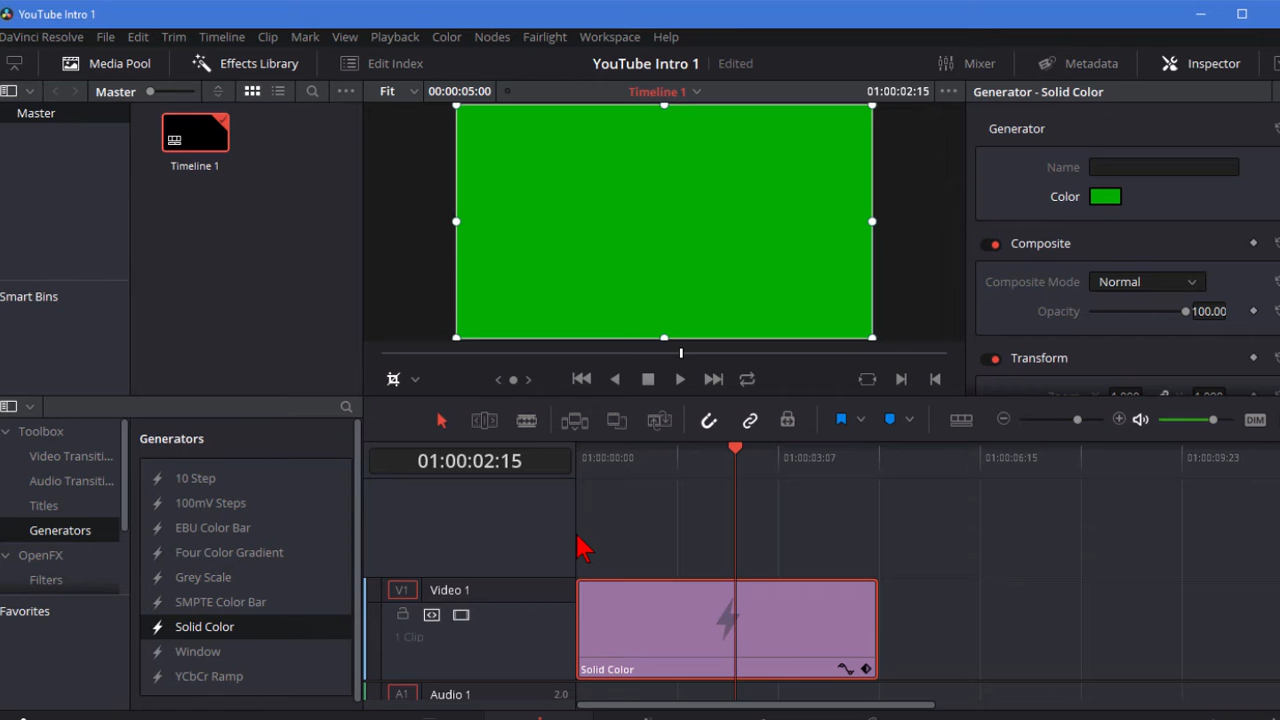 YouTube Intro 1
DaVinci Resolve File Edit Trim Timeline Clip Mark View Playback Color Nodes Fairlight Workspace Help
Media Pool Effects Library Edit Index YouTube Intro 1 Edited Mixer Metadata Inspector
Master Fit 00:00:05:00 Timeline 1 01:00:02:15 Generator - Solid Color
Master
Timeline 1
Smart Bins
Generator
Name
Color
Composite
Composite Mode Normal
Opacity 100.00
Transform
Toolbox
Video Transiti...
Audio Transiti...
Titles
Generators
OpenFX
Filters
Favorites
Generators
10 Step
100mV Steps
EBU Color Bar
Four Color Gradient
Grey Scale
SMPTE Color Bar
Solid Color
Window
YCbCr Ramp
DIM
01:00:02:15 01:00:00:00 01:00:03:07 01:00:06:15 01:00:09:23
V1 Video 1
1 Clip
Solid Color
A1 Audio 1 2.0